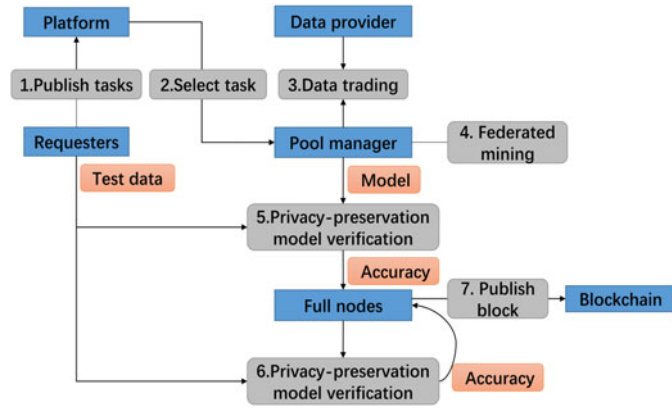 Platform
Data provider
1.Publish tasks
2.Select task
3.Data trading
Requesters
Pool manager
4. Federated
mining
Test data
Model
5.Privacy-preservation
model verification
Accuracy
Full nodes
7. Publish
block
Blockchain
6.Privacy-preservation
model verification
Accuracy